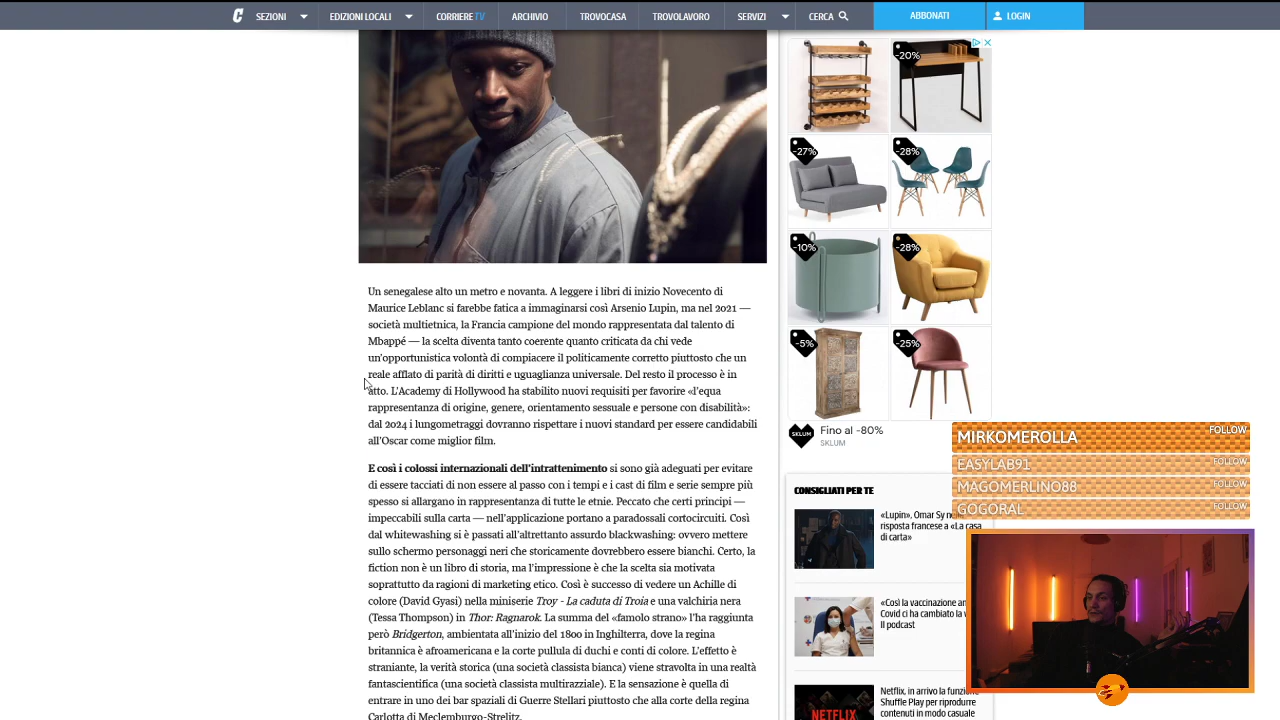 C SEZIONI EDIZIONI LOCALI CORRIERE TV ARCHIVIO TROVOCASA TROVOLAVORO SERVIZI CERCA ABBONATI LOGIN
Un senegalese alto un metro e novanta. A leggere i libri di inizio Novecento di
Maurice Leblanc si farebbe fatica a immaginarsi così Arsenio Lupin, ma nel 2021 —
società multietnica, la Francia campione del mondo rappresentata dal talento di
Mbappé — la scelta diventa tanto coerente quanto criticata da chi vede
un'opportunistica volontà di compiacere il politicamente corretto piuttosto che un
reale afflato di parità di diritti e uguaglianza universale. Del resto il processo è in
atto. L'Academy di Hollywood ha stabilito nuovi requisiti per favorire «l'equa
rappresentanza di origine, genere, orientamento sessuale e persone con disabilità»:
dal 2024 i lungometraggi dovranno rispettare i nuovi standard per essere candidabili
all'Oscar come miglior film.
E così i colossi internazionali dell'intrattenimento si sono già adeguati per evitare
di essere tacciati di non essere al passo con i tempi e i cast di film e serie sempre più
spesso si allargano in rappresentanza di tutte le etnie. Peccato che certi principi —
impeccabili sulla carta — nell'applicazione portano a paradossali cortocircuiti. Così
dal whitewashing si è passati all'altrettanto assurdo blackwashing: ovvero mettere
sullo schermo personaggi neri che storicamente dovrebbero essere bianchi. Certo, la
fiction non è un libro di storia, ma l'impressione è che la scelta sia motivata
soprattutto da ragioni di marketing etico. Così è successo di vedere un Achille di
colore (David Gyasi) nella miniserie Troy - La caduta di Troia e una valchiria nera
(Tessa Thompson) in Thor: Ragnarok. La summa del «famolo strano» l'ha raggiunta
però Bridgerton, ambientata all'inizio del 1800 in Inghilterra, dove la regina
britannica è afroamericana e la corte pullula di duchi e conti di colore. L'effetto è
straniante, la verità storica (una società classista bianca) viene stravolta in una realtà
fantascientifica (una società classista multirazziale). E la sensazione è quella di
entrare in uno dei bar spaziali di Guerre Stellari piuttosto che alla corte della regina
Carlotta di Meclemburgo-Strelitz.
-20%
-27% -28%
-10% -28%
-5% -25%
SKLUM
Fino al -80%
SKLUM
CONSIGLIATI PER TE
«Lupin», Omar Sy
risposta francese a «La casa
di carta»
«Così la vaccinazione
Covid ci ha cambiato la
Il podcast
NETFLIX
Netflix, in arrivo la funzione
Shuffle Play per riprodurre
contenuti in modo casuale
MIRKOMEROLLA FOLLOW
EASYLAB91 FOLLOW
MAGOMERLINO88 FOLLOW
GOGORAL FOLLOW